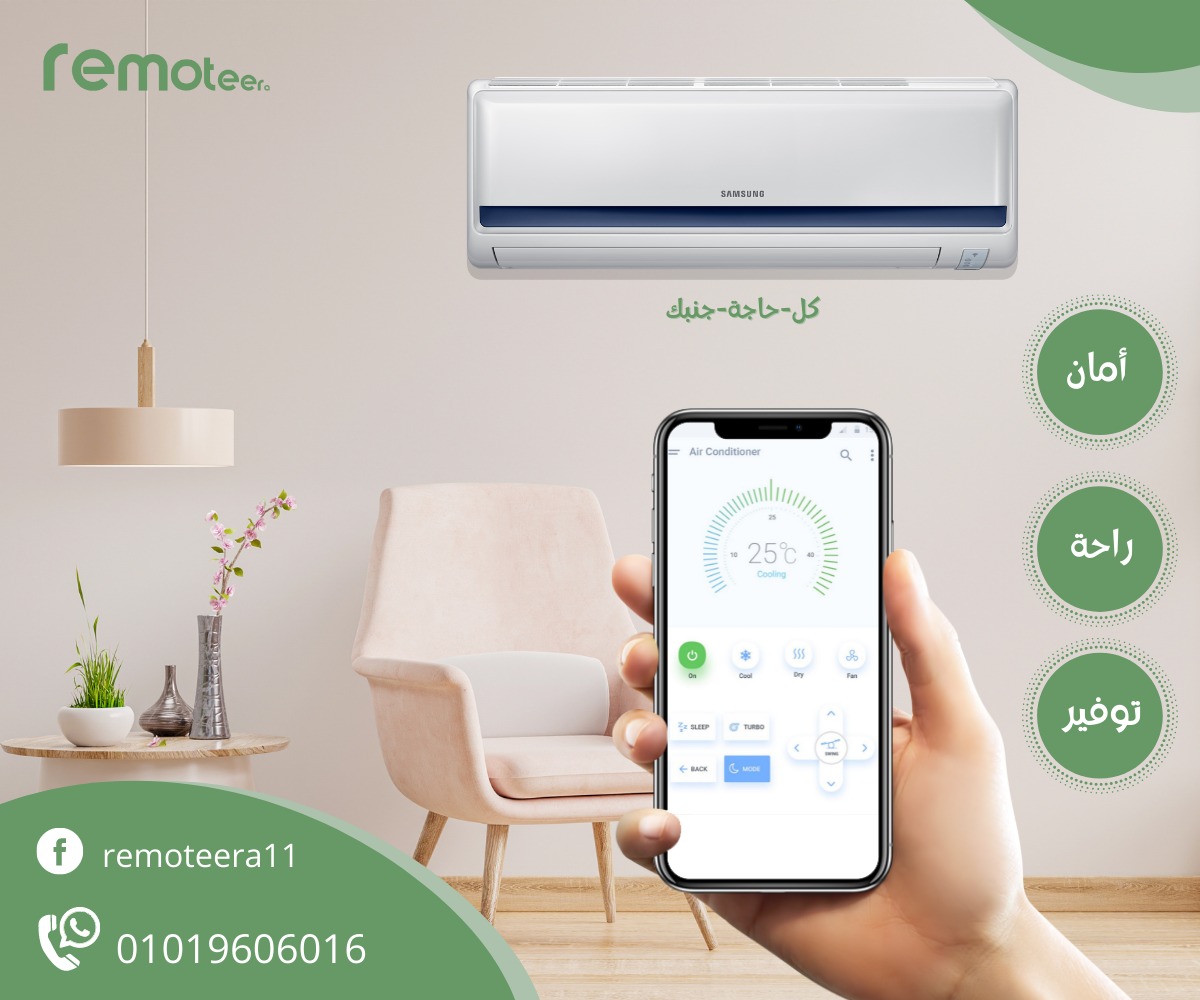 remoteer.
SAMSUNG
كل-حاجة-جنبك
أمان
راحة
توفير
Air Conditioner
25
10
25°C
40
Cooling
On
Cool
Dry
Fan
SLEEP
TURBO
SWING
BACK
MODE
remoteera11
01019606016